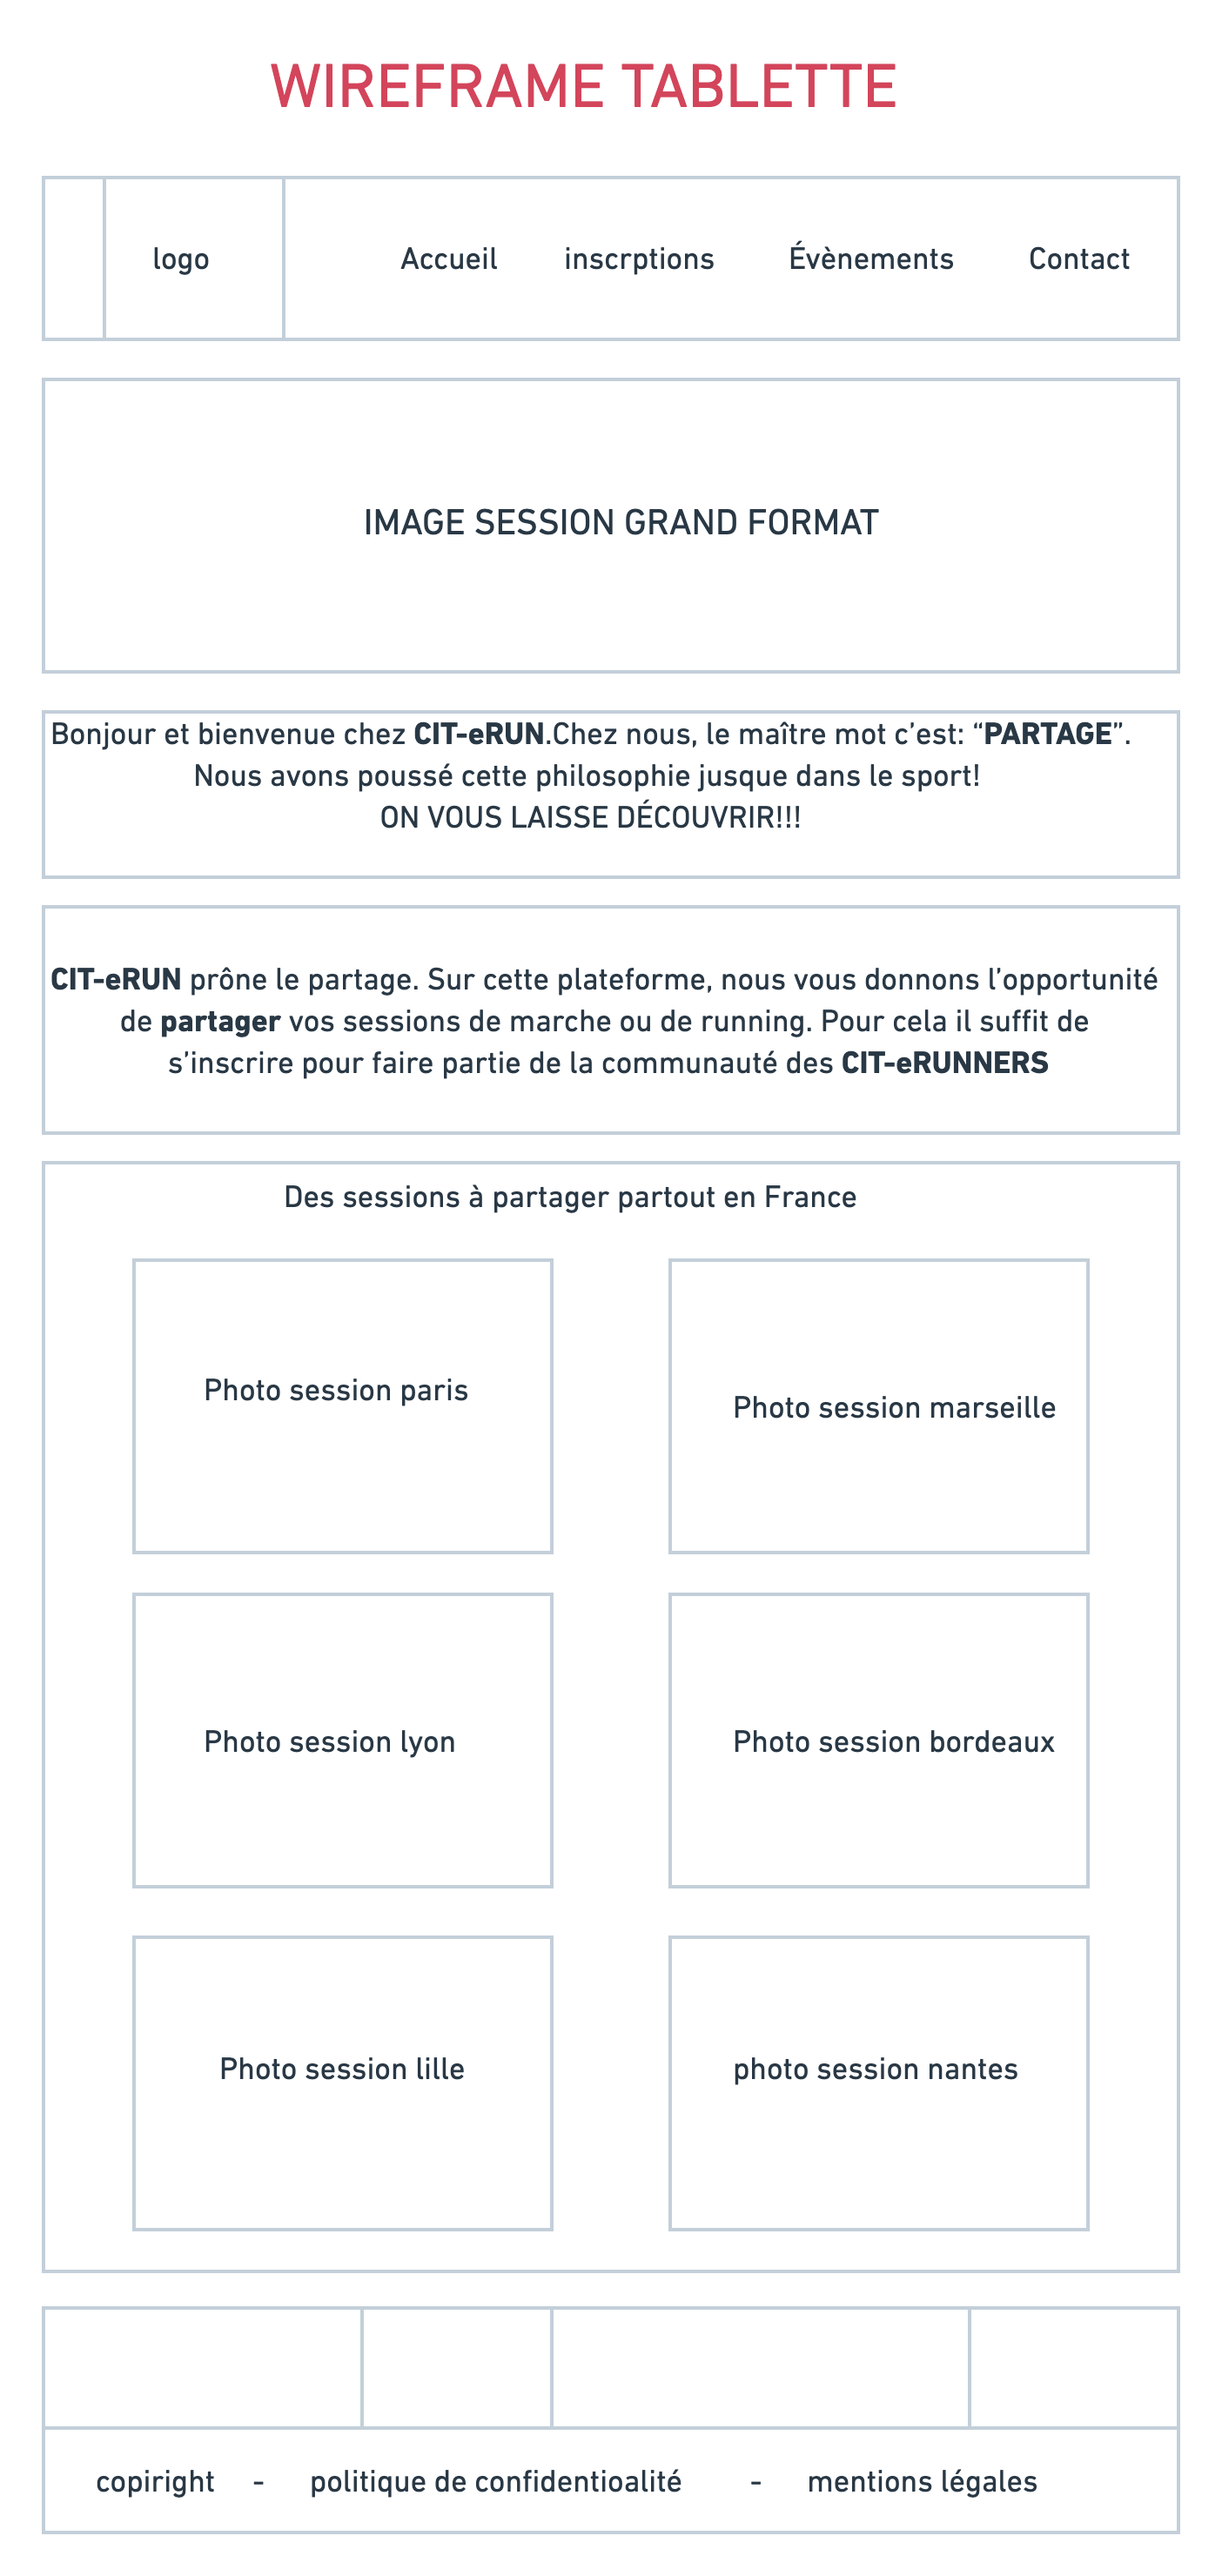 WIREFRAME TABLETTE
logo Accueil inscrptions Évènements Contact
IMAGE SESSION GRAND FORMAT
Bonjour et bienvenue chez CIT-eRUN.Chez nous, le maître mot c’est: “PARTAGE”.
Nous avons poussé cette philosophie jusque dans le sport!
ON VOUS LAISSE DÉCOUVRIR!!!
CIT-eRUN prône le partage. Sur cette plateforme, nous vous donnons l’opportunité
de partager vos sessions de marche ou de running. Pour cela il suffit de
s’inscrire pour faire partie de la communauté des CIT-eRUNNERS
Des sessions à partager partout en France
Photo session paris
Photo session marseille
Photo session lyon
Photo session bordeaux
Photo session lille
photo session nantes
copiright - politique de confidentioalité - mentions légales